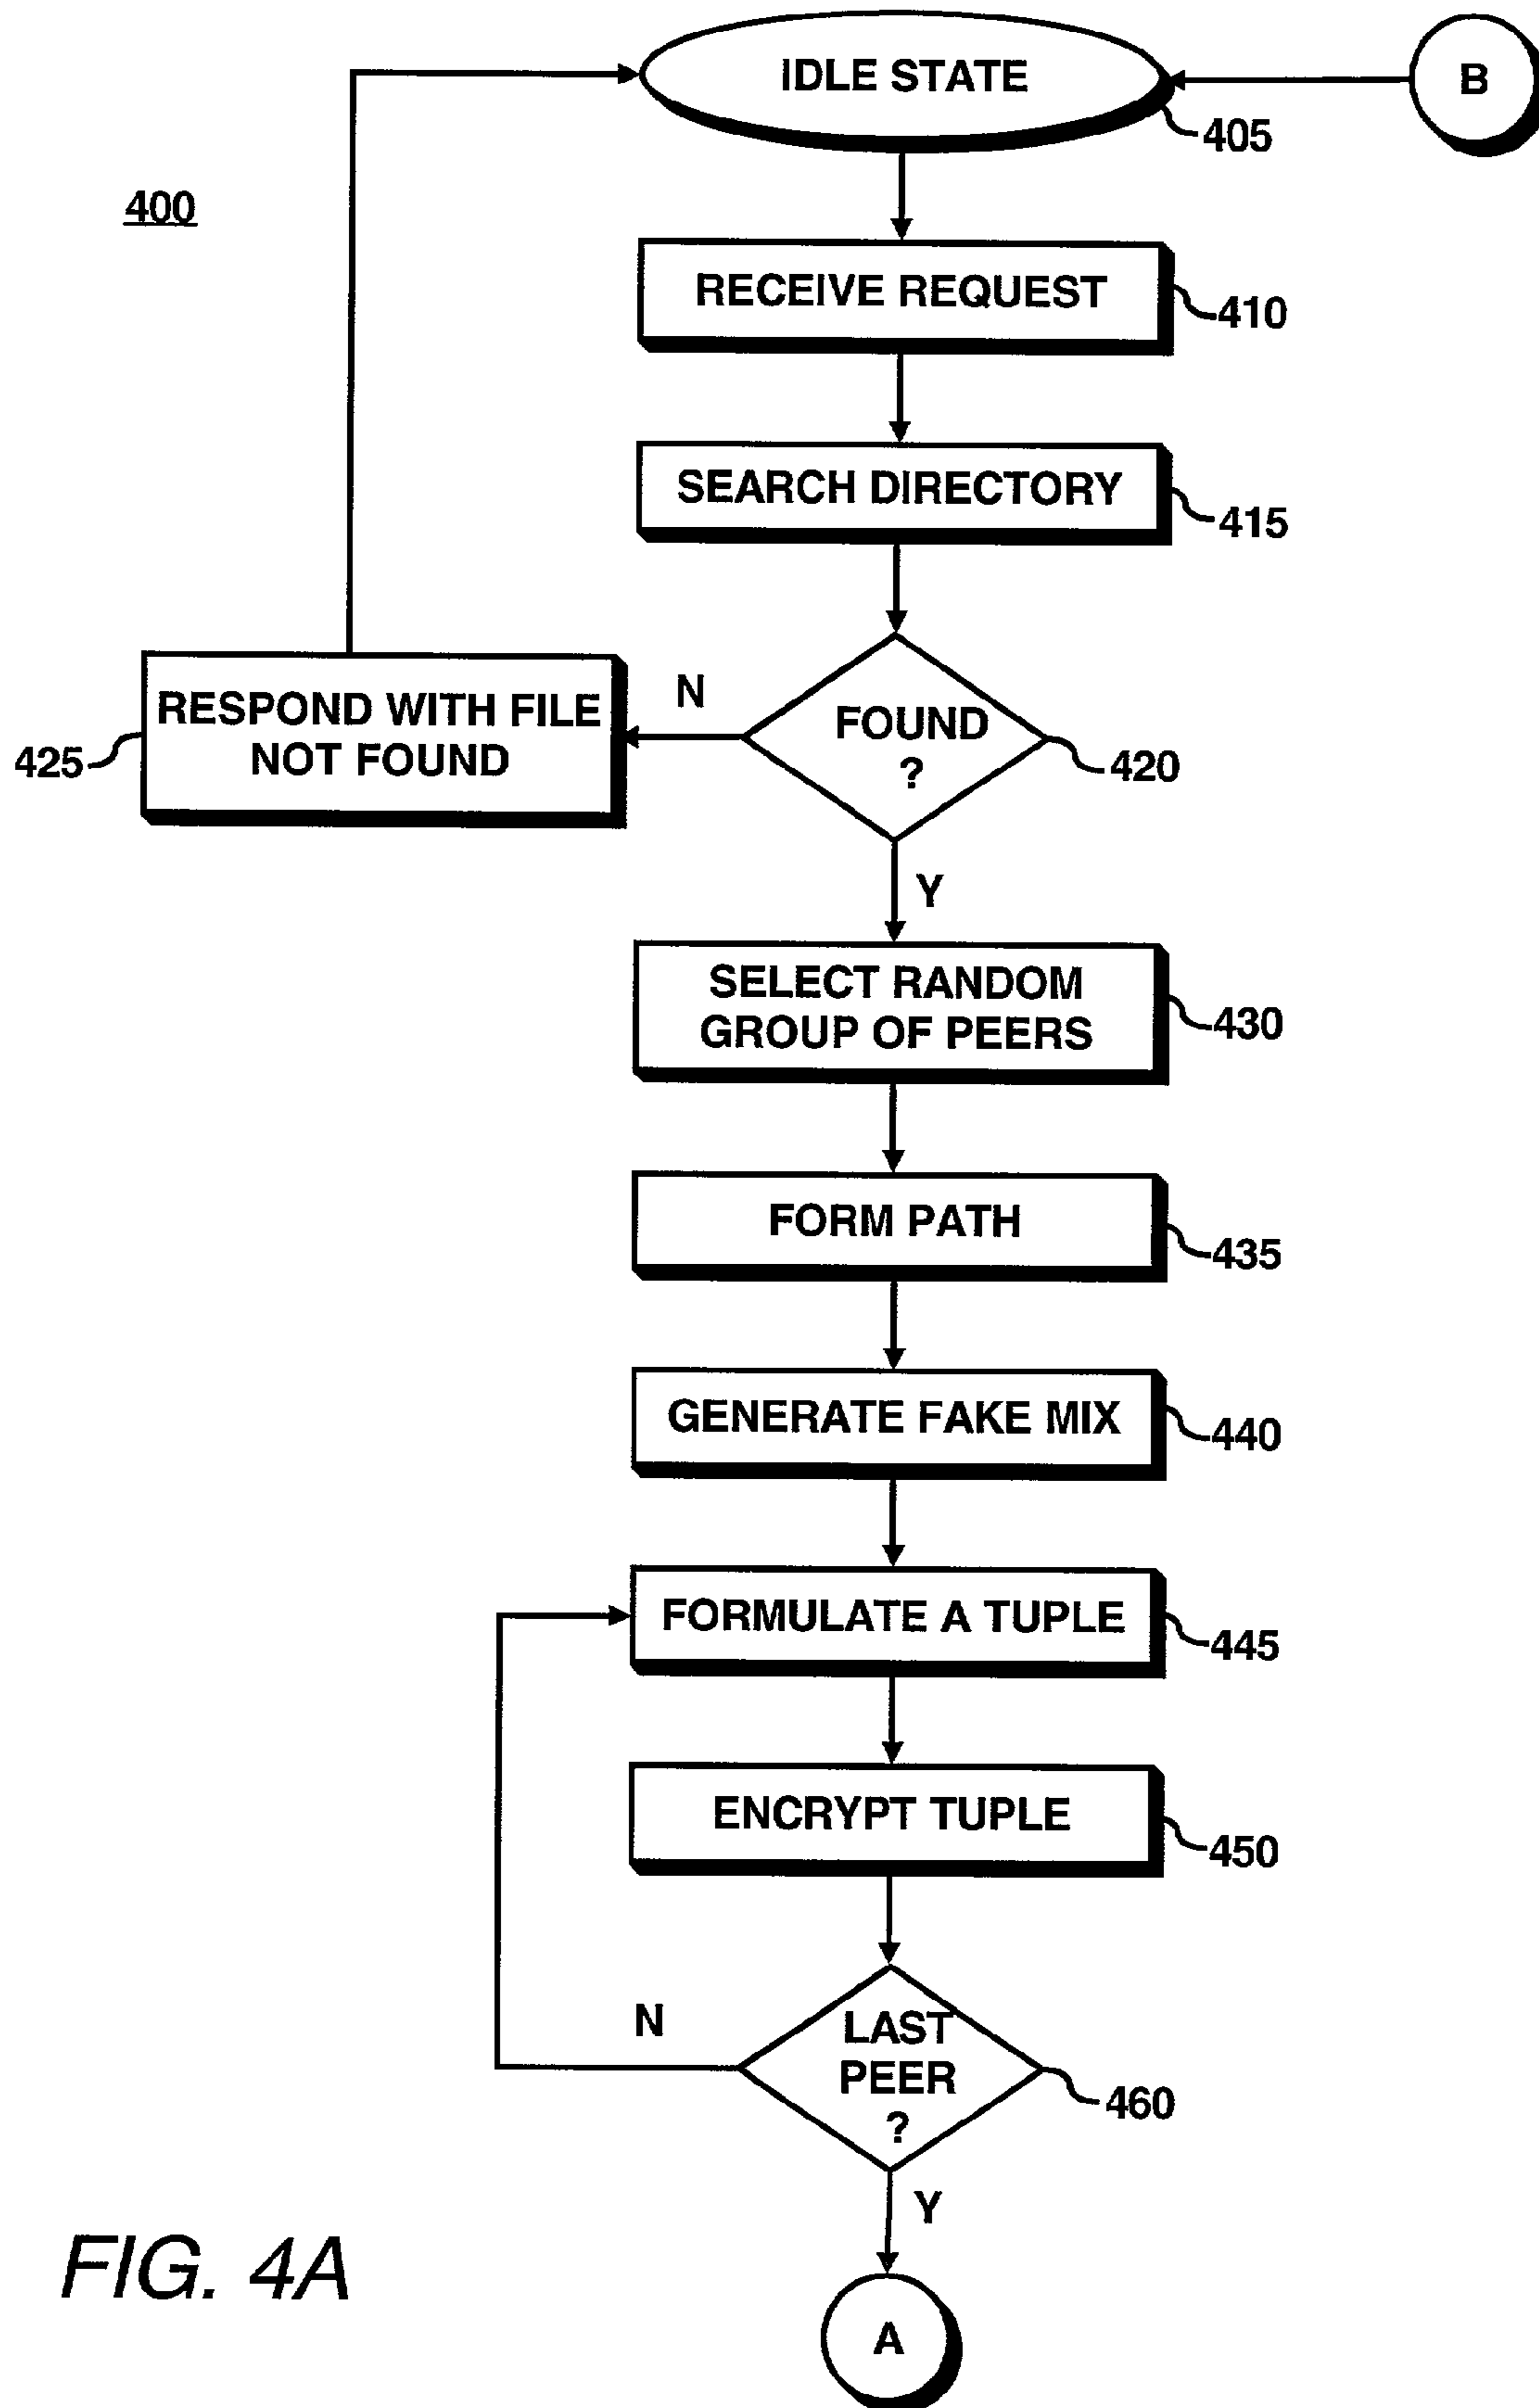 IDLE STATE
B
405
400
RECEIVE REQUEST
410
SEARCH DIRECTORY
415
RESPOND WITH FILE
NOT FOUND
425
N
FOUND
?
420
Y
SELECT RANDOM
GROUP OF PEERS
430
FORM PATH
435
GENERATE FAKE MIX
440
FORMULATE A TUPLE
445
ENCRYPT TUPLE
450
N
LAST
PEER
?
460
Y
A
FIG. 4A